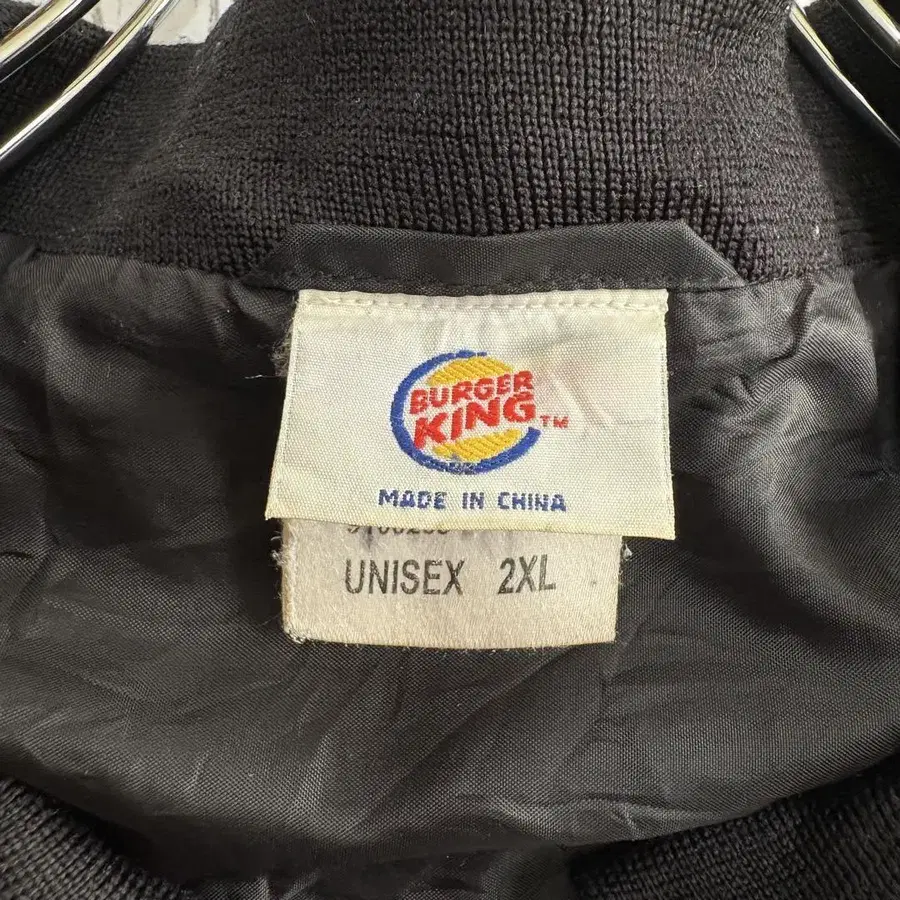 BURGER
KING TM
MADE IN CHINA
UNISEX 2XL